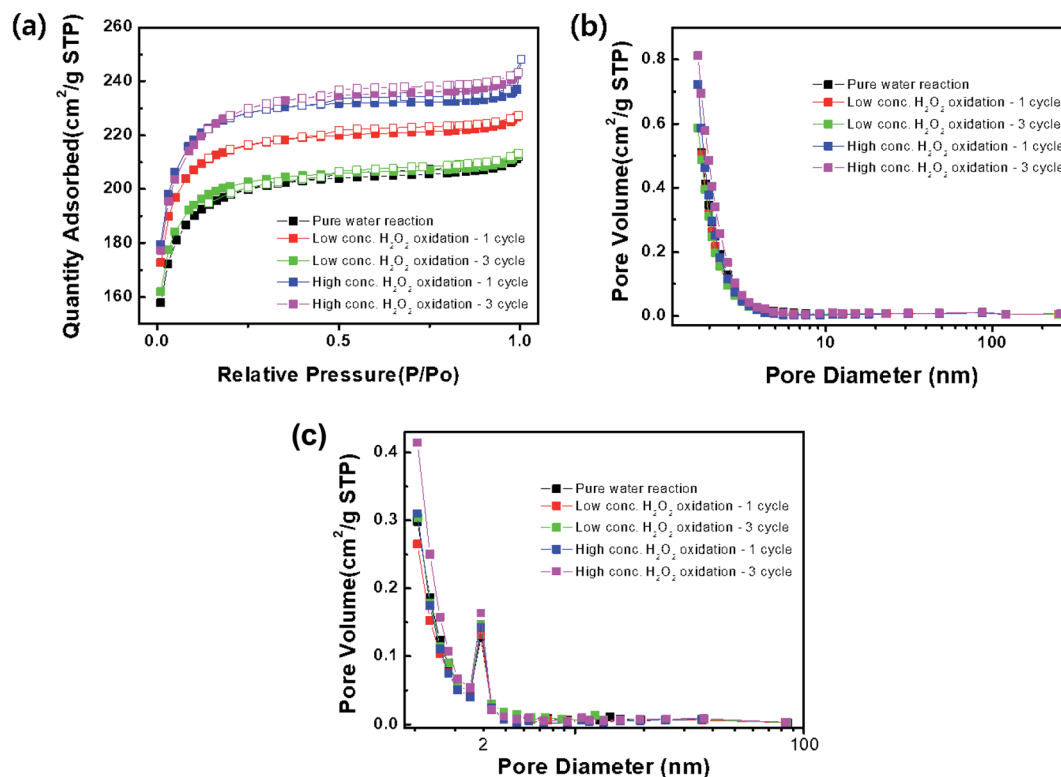 (a)
260
240
220
200
180
160
0.0
0.5
1.0
Quantity Adsorbed(cm²/g STP)
Relative Pressure(P/Po)
Pure water reaction
Low conc. H₂O₂ oxidation - 1 cycle
Low conc. H₂O₂ oxidation - 3 cycle
High conc. H₂O₂ oxidation - 1 cycle
High conc. H₂O₂ oxidation - 3 cycle
(b)
0.8
0.6
0.4
0.2
0.0
10
100
Pore Volume(cm²/g STP)
Pore Diameter (nm)
Pure water reaction
Low conc. H₂O₂ oxidation - 1 cycle
Low conc. H₂O₂ oxidation - 3 cycle
High conc. H₂O₂ oxidation - 1 cycle
High conc. H₂O₂ oxidation - 3 cycle
(c)
0.4
0.3
0.2
0.1
0.0
2
100
Pore Volume(cm²/g STP)
Pore Diameter (nm)
Pure water reaction
Low conc. H₂O₂ oxidation - 1 cycle
Low conc. H₂O₂ oxidation - 3 cycle
High conc. H₂O₂ oxidation - 1 cycle
High conc. H₂O₂ oxidation - 3 cycle